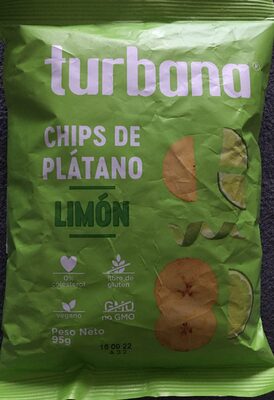 turbana®
CHIPS DE
PLÁTANO
LIMÓN
0%
colesterol
libre de
gluten
vegano
GMO
no GMO
Peso Neto
95g